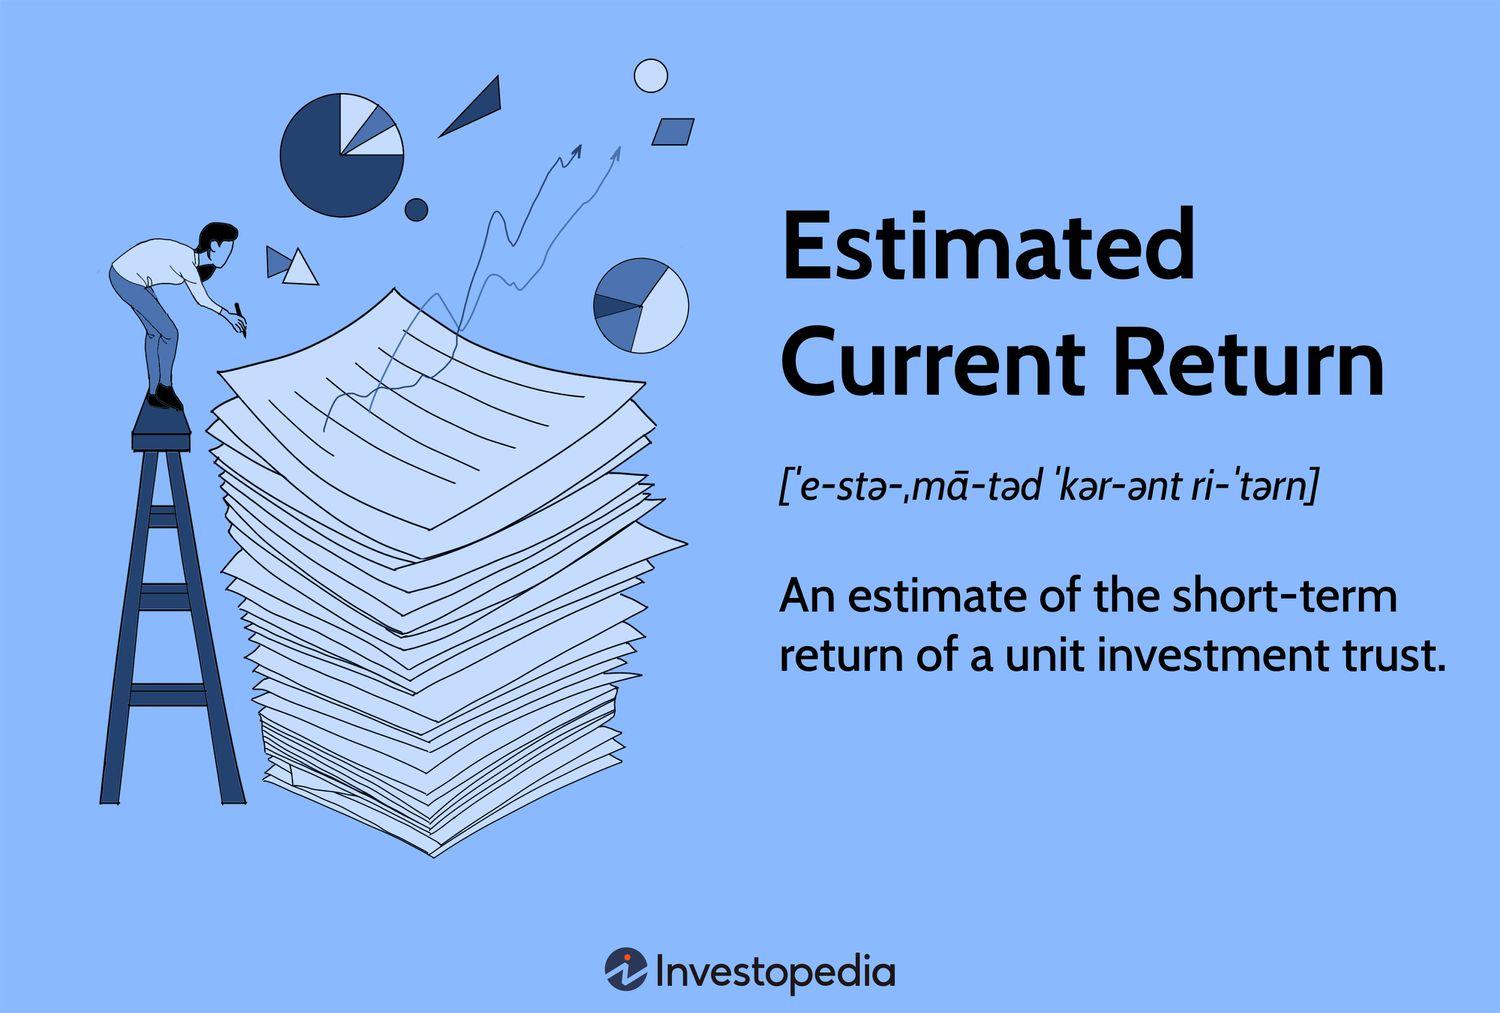 Estimated
Current Return
[ˈe-stə-ˌmā-təd ˈkər-ənt ri-ˈtərn]
An estimate of the short-term
return of a unit investment trust.
Investopedia